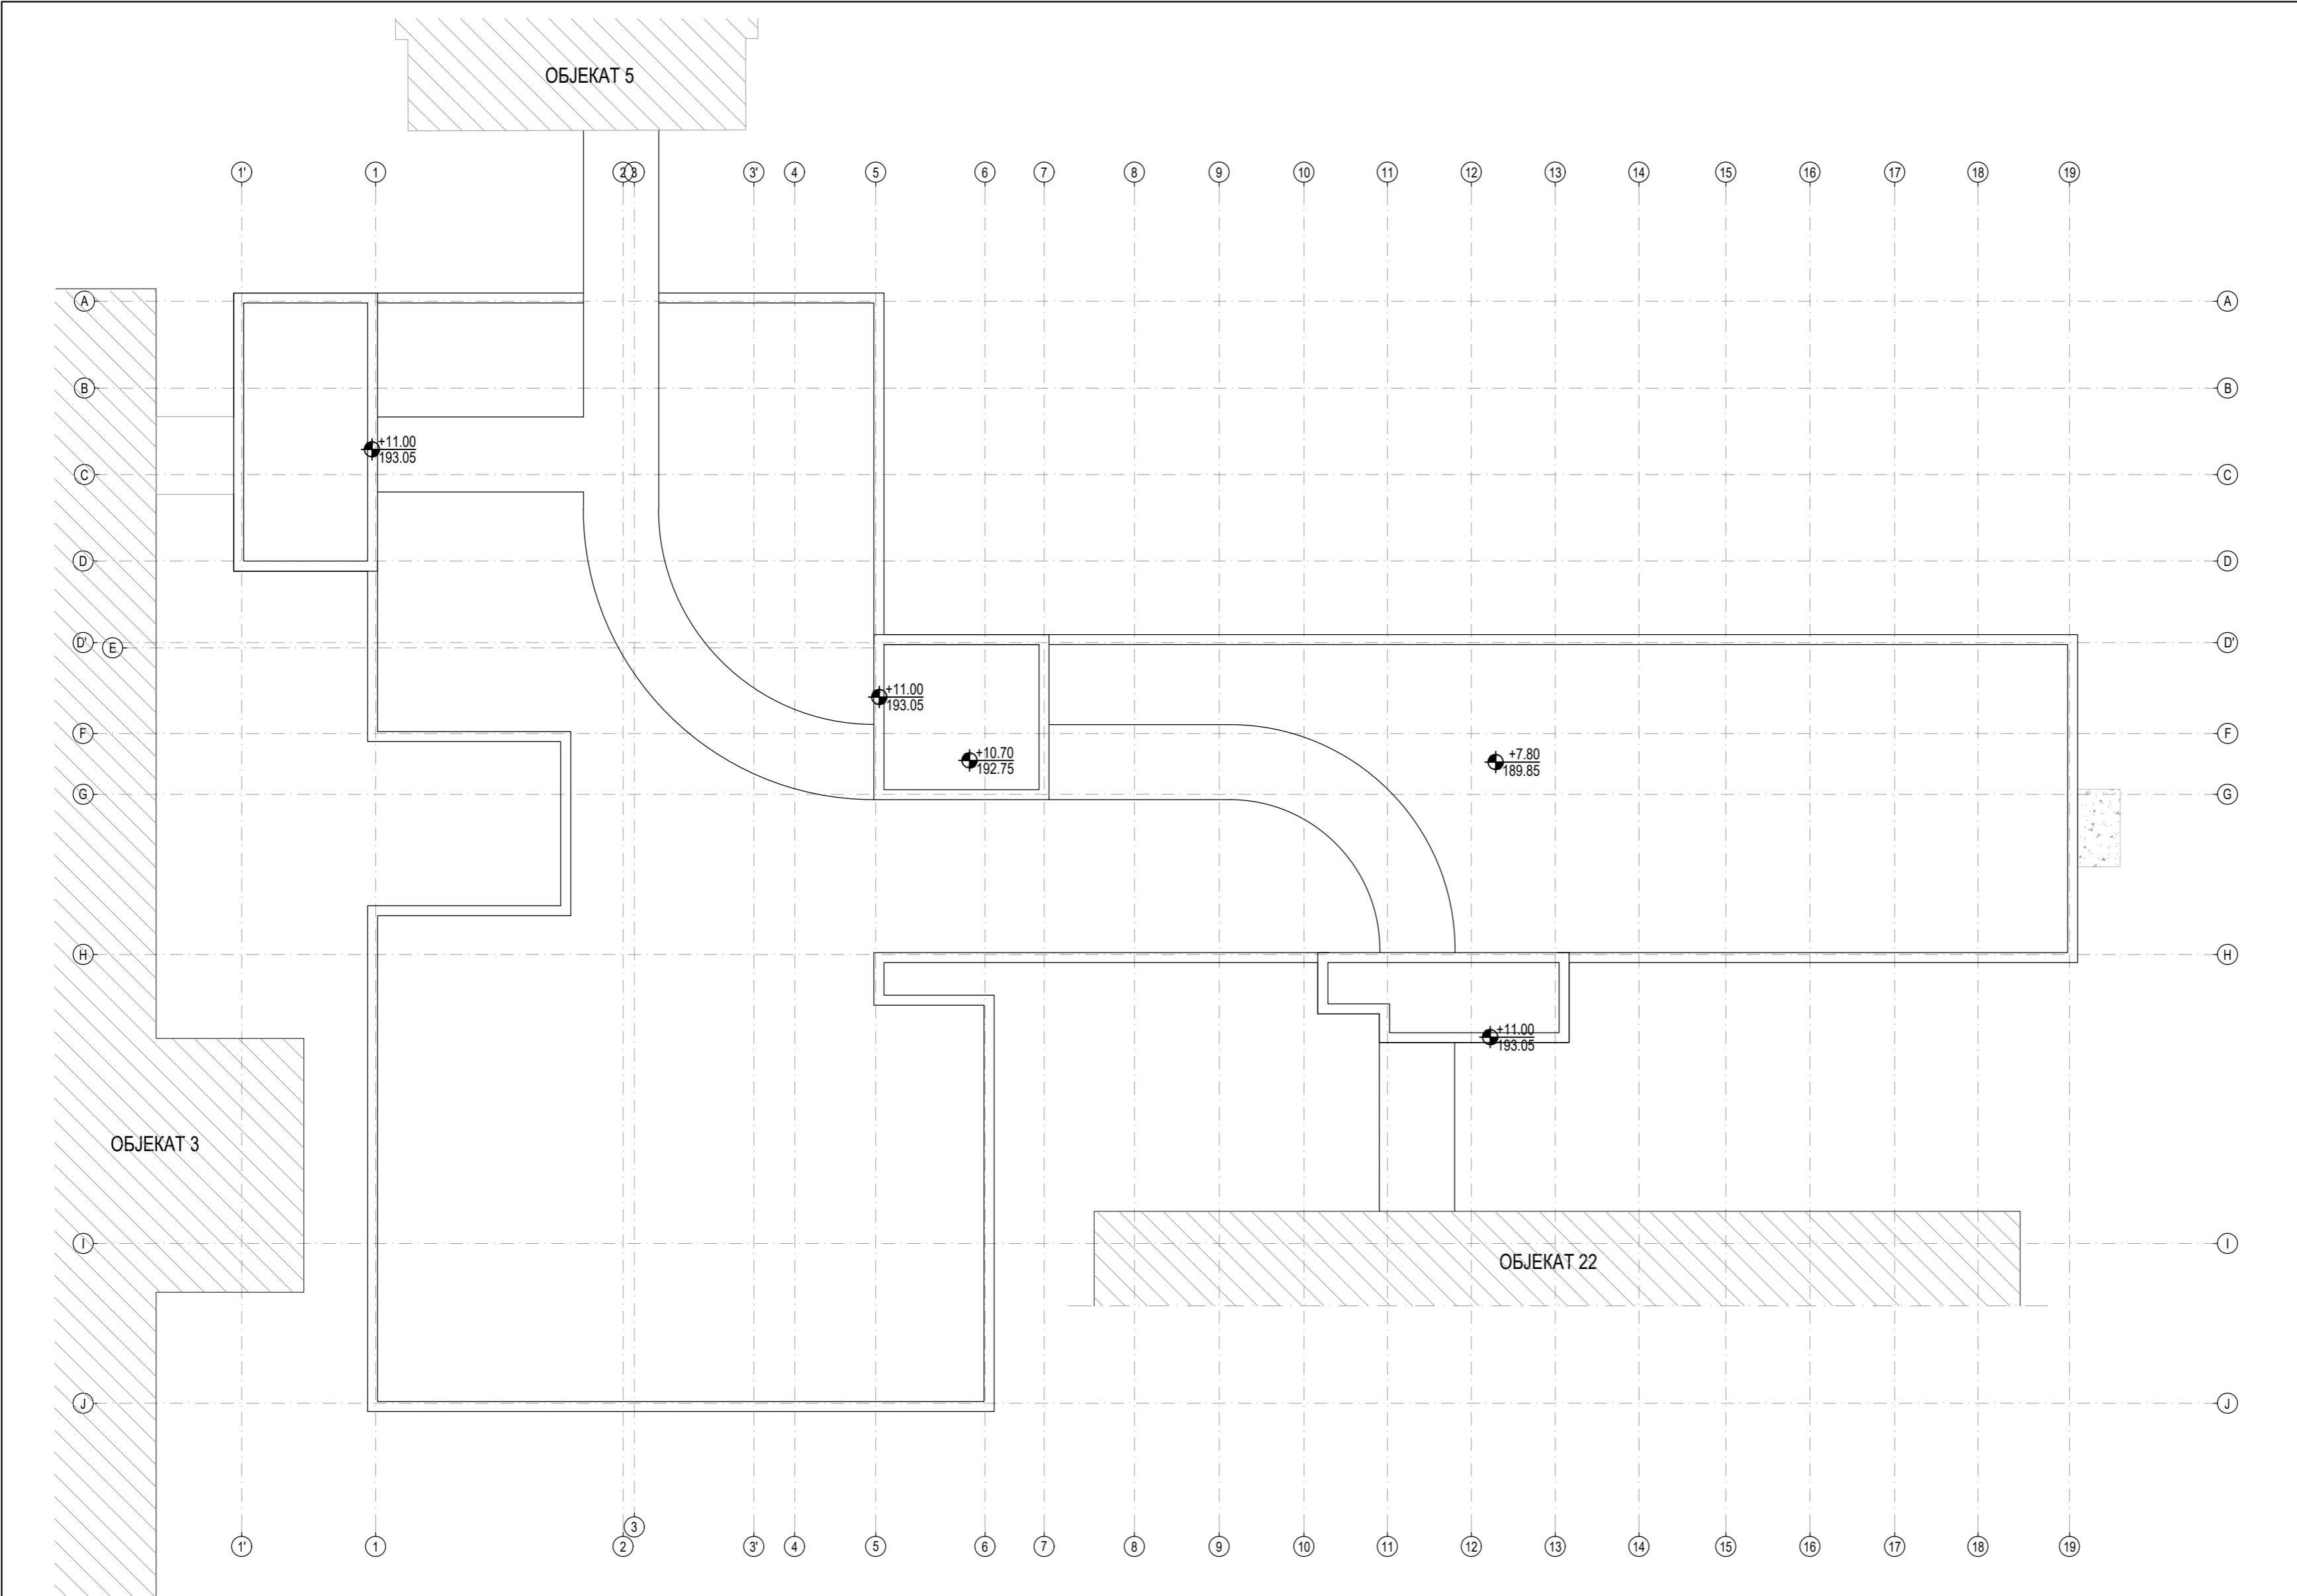 ОБЈЕКАТ 5
1' 1 2 3 3' 4 5 6 7 8 9 10 11 12 13 14 15 16 17 18 19
A A
B B
+11.00
193.05
C C
D D
D' D'
E
+11.00
193.05
F F
+10.70
192.75
+7.80
189.85
G G
H H
+11.00
193.05
ОБЈЕКАТ 3
I I
ОБЈЕКАТ 22
J J
3
1' 1 2 3' 4 5 6 7 8 9 10 11 12 13 14 15 16 17 18 19